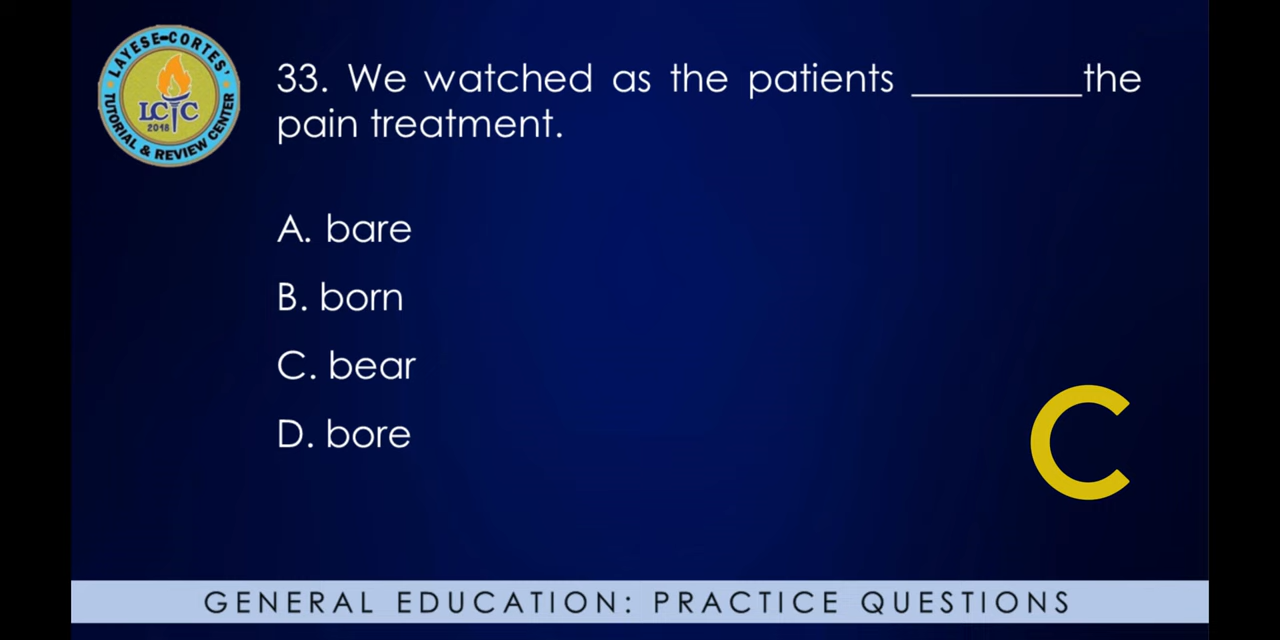 LAYESE-CORTES'
LCTC
2018
TUTORIAL & REVIEW CENTER
33. We watched as the patients _________the
pain treatment.
A. bare
B. born
C. bear
D. bore
C
GENERAL EDUCATION: PRACTICE QUESTIONS